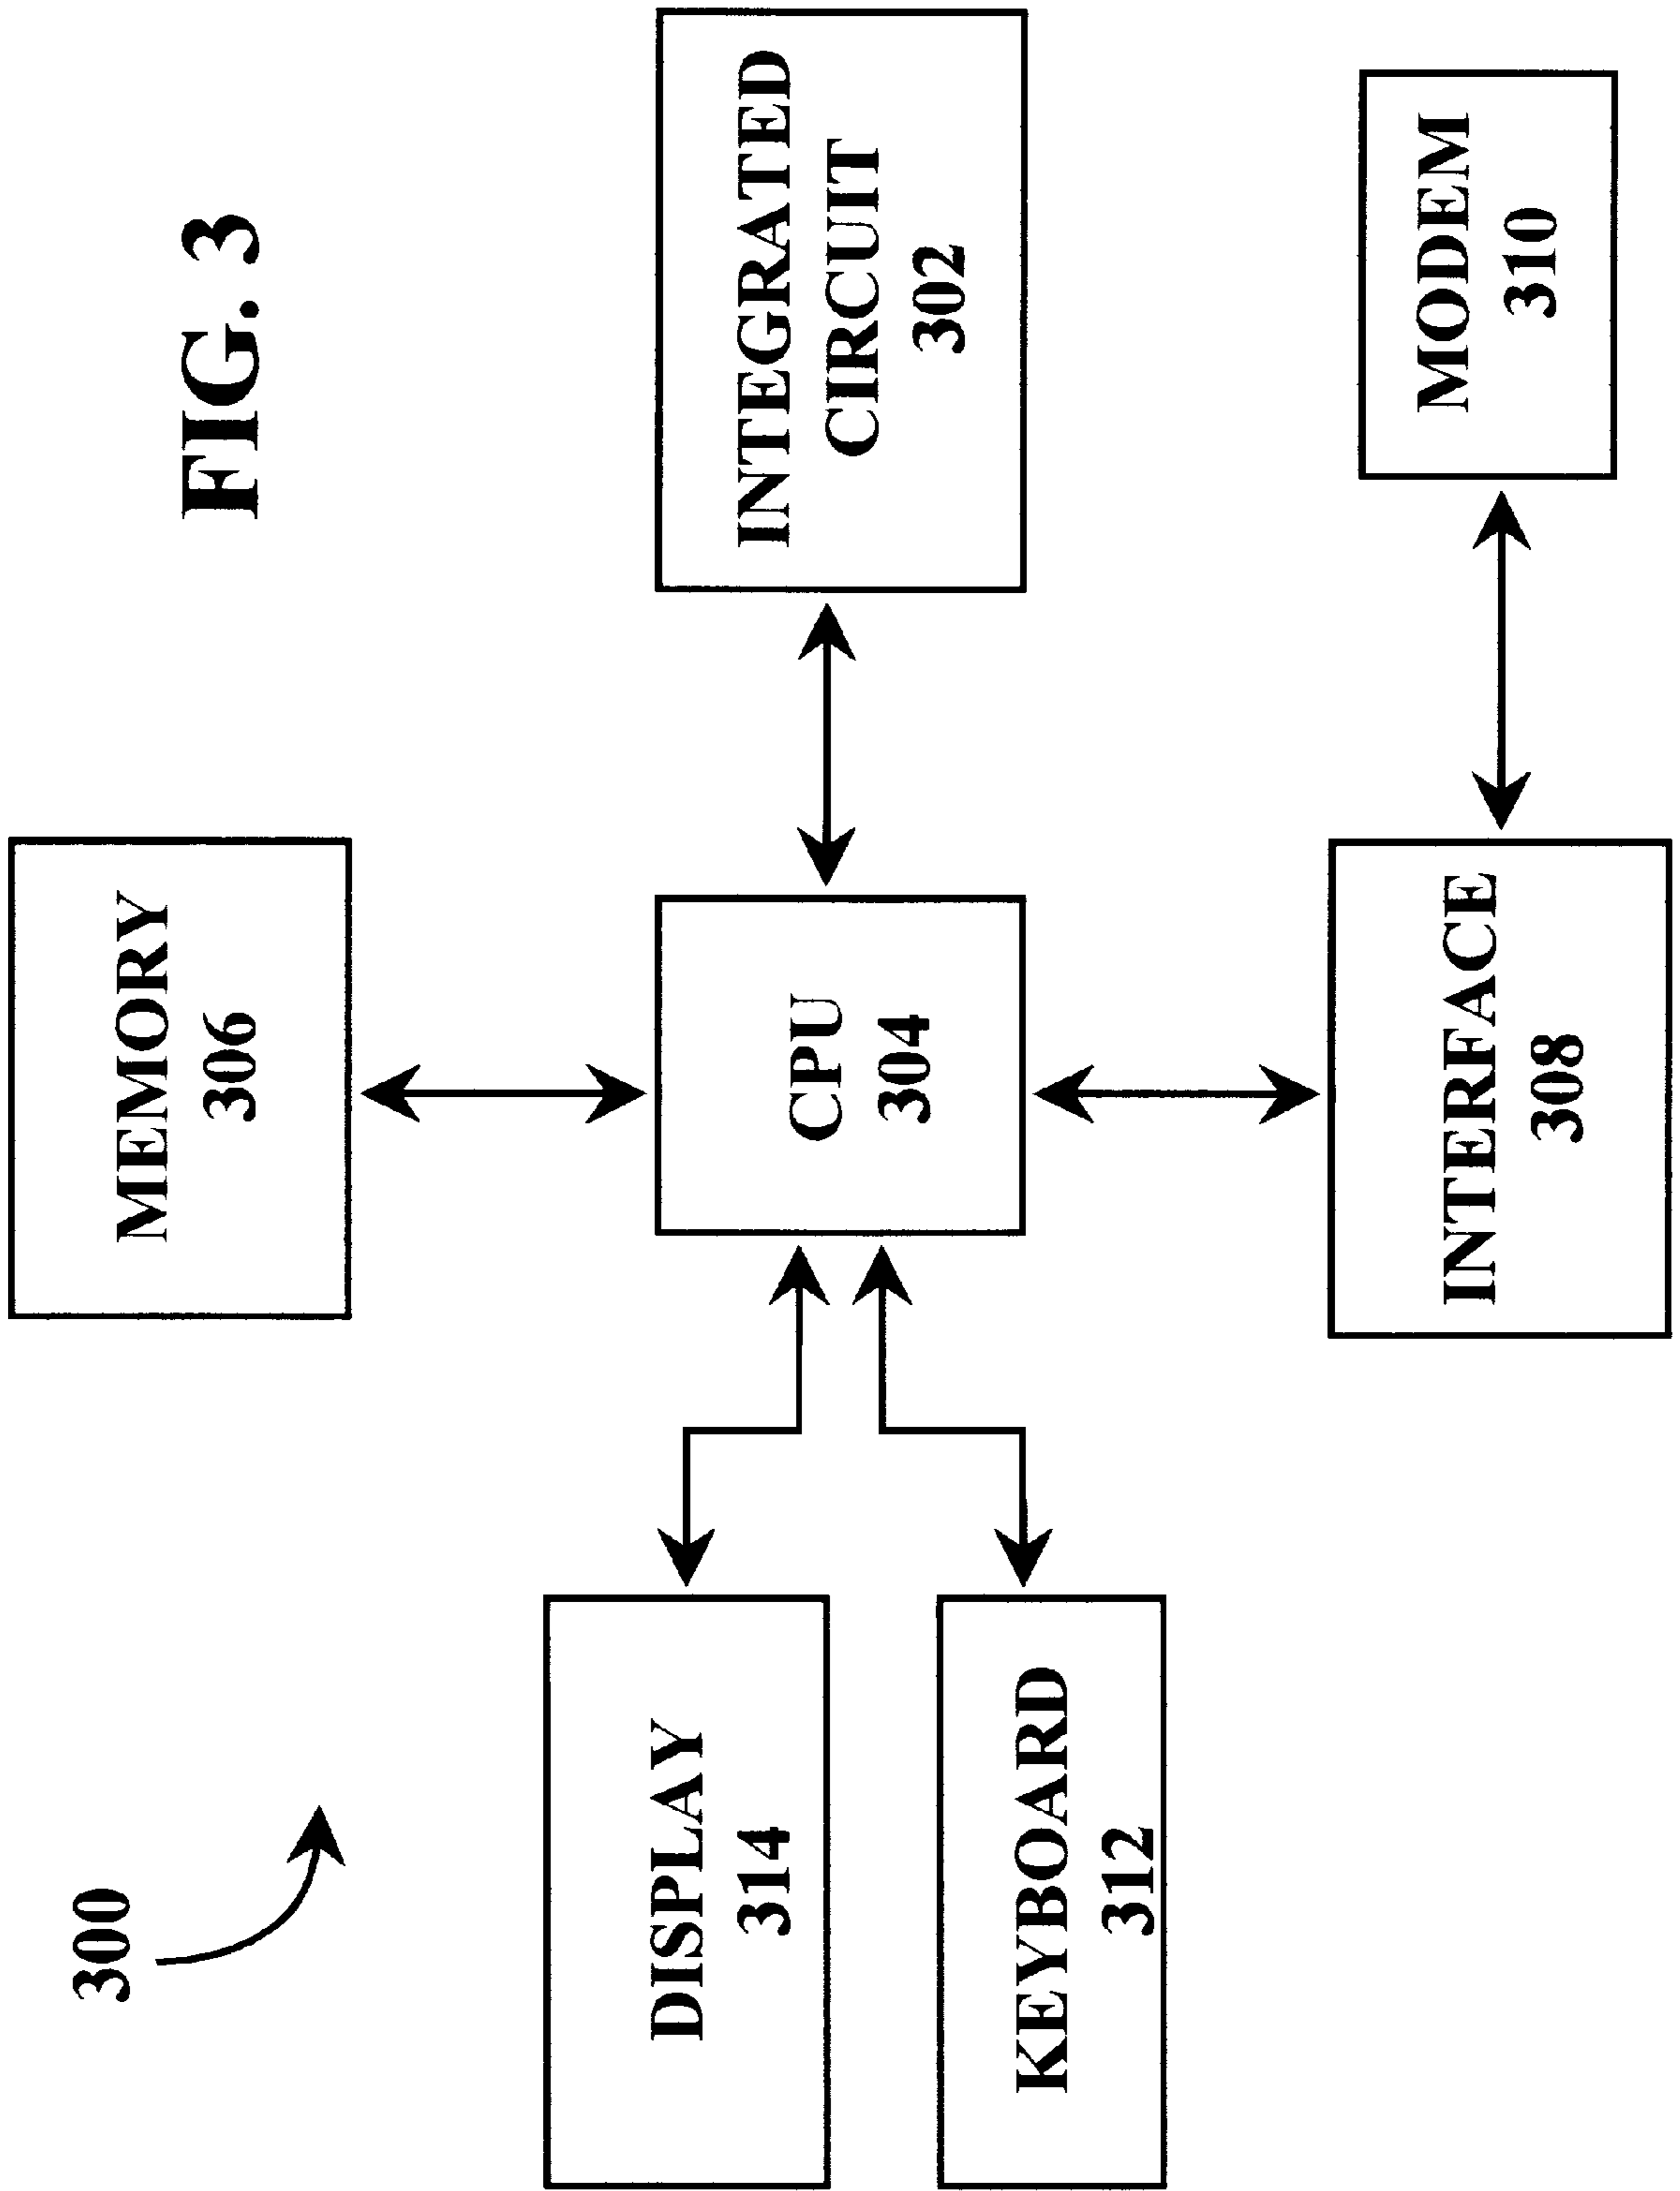 FIG. 3
300
MEMORY
306
DISPLAY
314
CPU
304
INTEGRATED
CIRCUIT
302
KEYBOARD
312
INTERFACE
308
MODEM
310